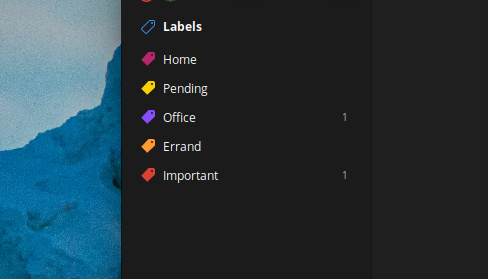 Labels
Home
Pending
Office 1
Errand
Important 1